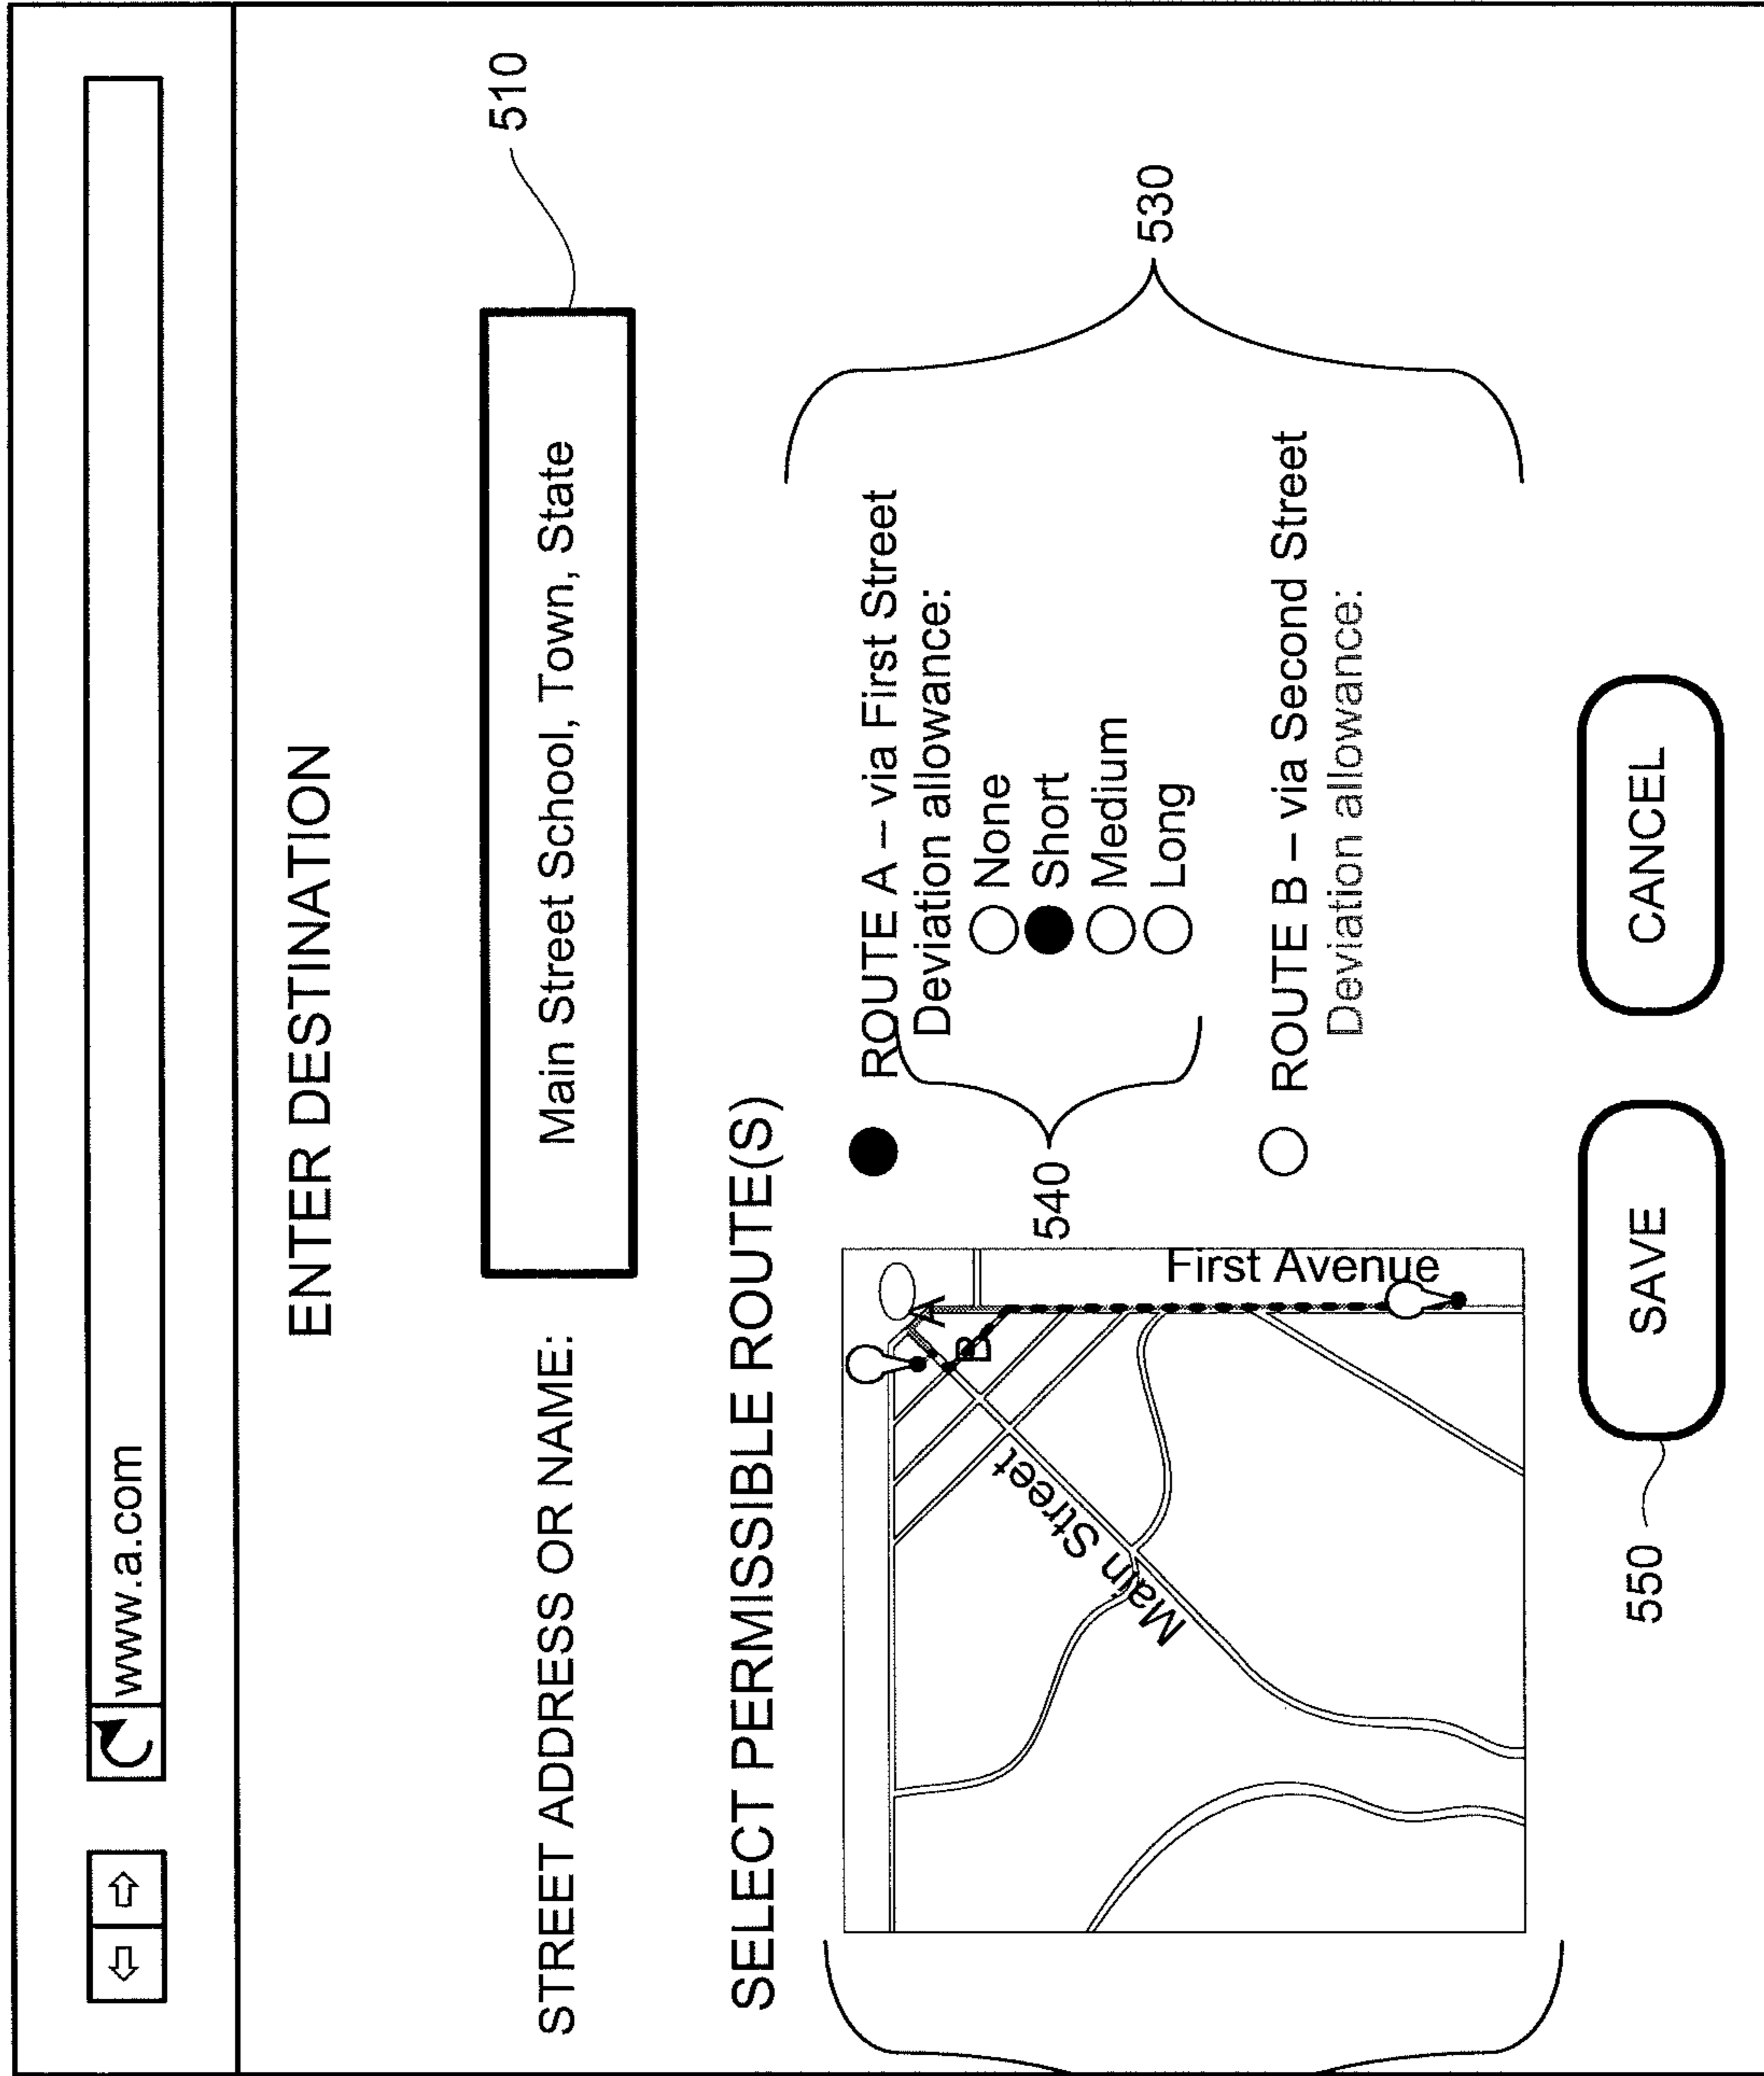 www.a.com
ENTER DESTINATION
STREET ADDRESS OR NAME:
Main Street School, Town, State
510
SELECT PERMISSIBLE ROUTE(S)
A
B
First Avenue
Main Street
540
ROUTE A – via First Street
Deviation allowance:
None
Short
Medium
Long
ROUTE B – via Second Street
Deviation allowance:
530
550
SAVE
CANCEL